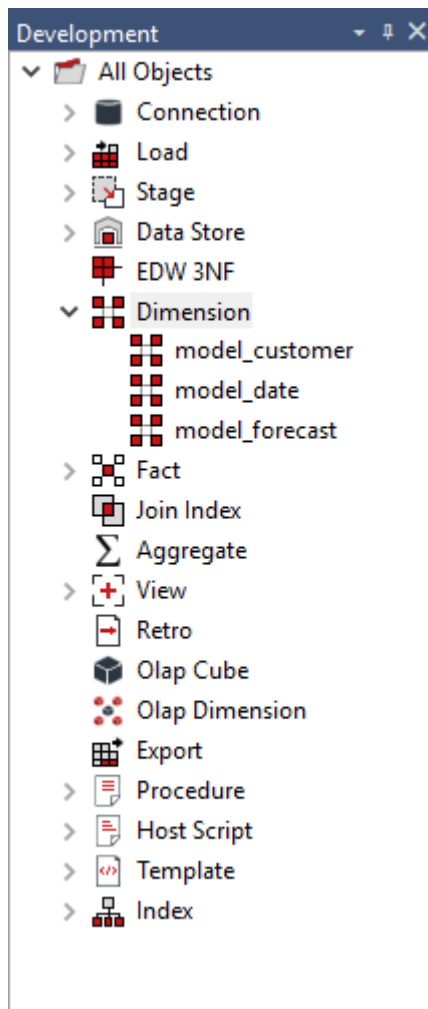 Development
All Objects
Connection
Load
Stage
Data Store
EDW 3NF
Dimension
model_customer
model_date
model_forecast
Fact
Join Index
Aggregate
View
Retro
Olap Cube
Olap Dimension
Export
Procedure
Host Script
Template
Index